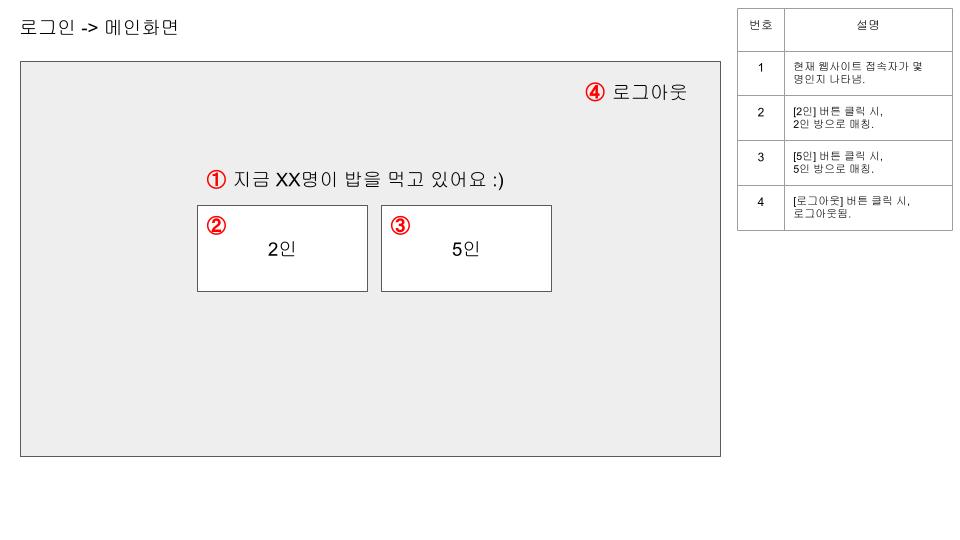 로그인 -> 메인화면
④ 로그아웃
① 지금 XX명이 밥을 먹고 있어요 :)
②
2인
③
5인
번호 설명
1 현재 웹사이트 접속자가 몇
명인지 나타냄.
2 [2인] 버튼 클릭 시,
2인 방으로 매칭.
3 [5인] 버튼 클릭 시,
5인 방으로 매칭.
4 [로그아웃] 버튼 클릭 시,
로그아웃됨.